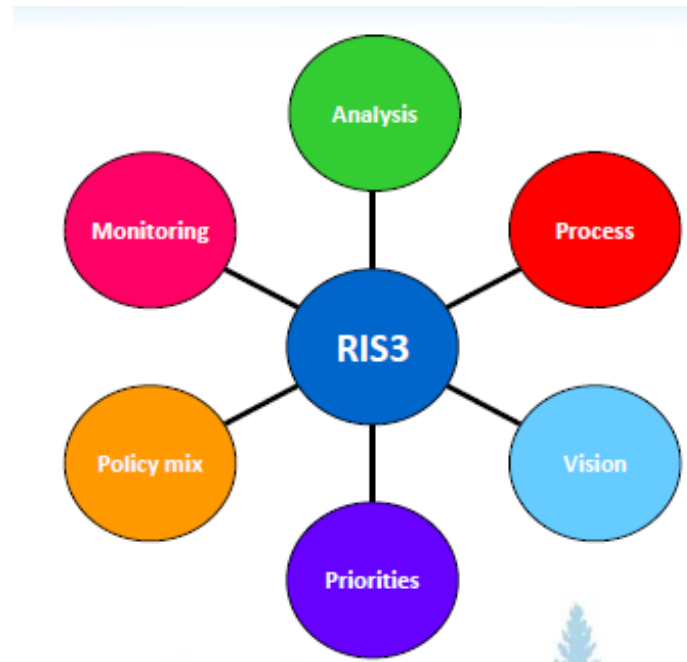 Analysis
Monitoring
Process
RIS3
Policy mix
Vision
Priorities